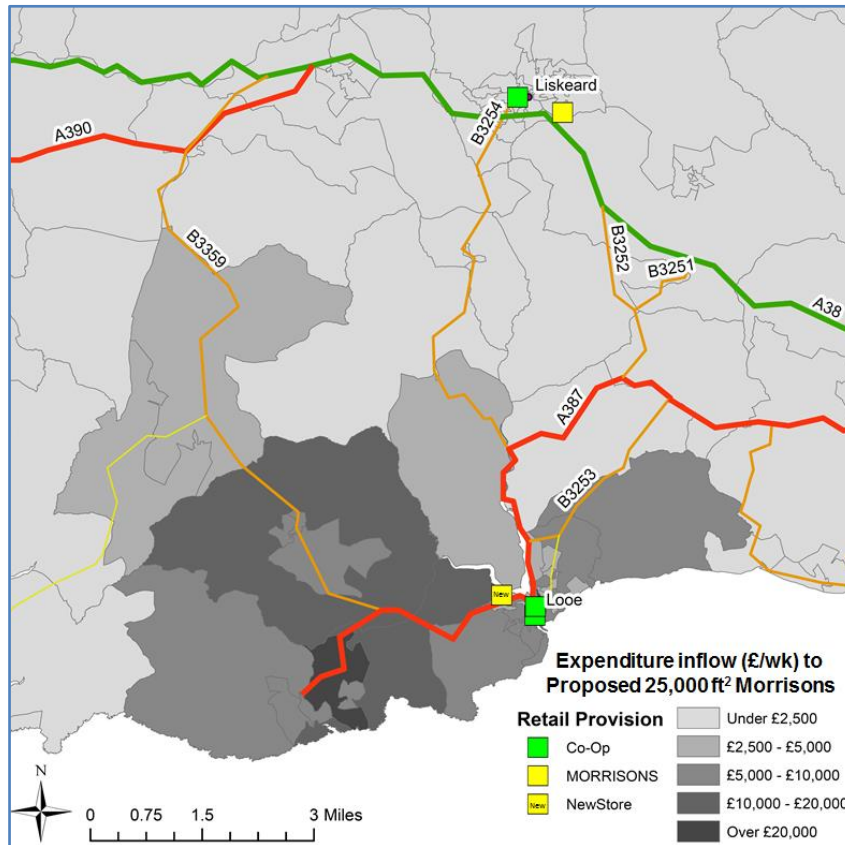 Liskeard
A390
B3254
B3359
B3252
B3251
A38
A387
B3253
New
Looe
Expenditure inflow (£/wk) to
Proposed 25,000 ft² Morrisons
Retail Provision
Co-Op
MORRISONS
New
NewStore
Under £2,500
£2,500 - £5,000
£5,000 - £10,000
£10,000 - £20,000
Over £20,000
N
0 0.75 1.5 3 Miles